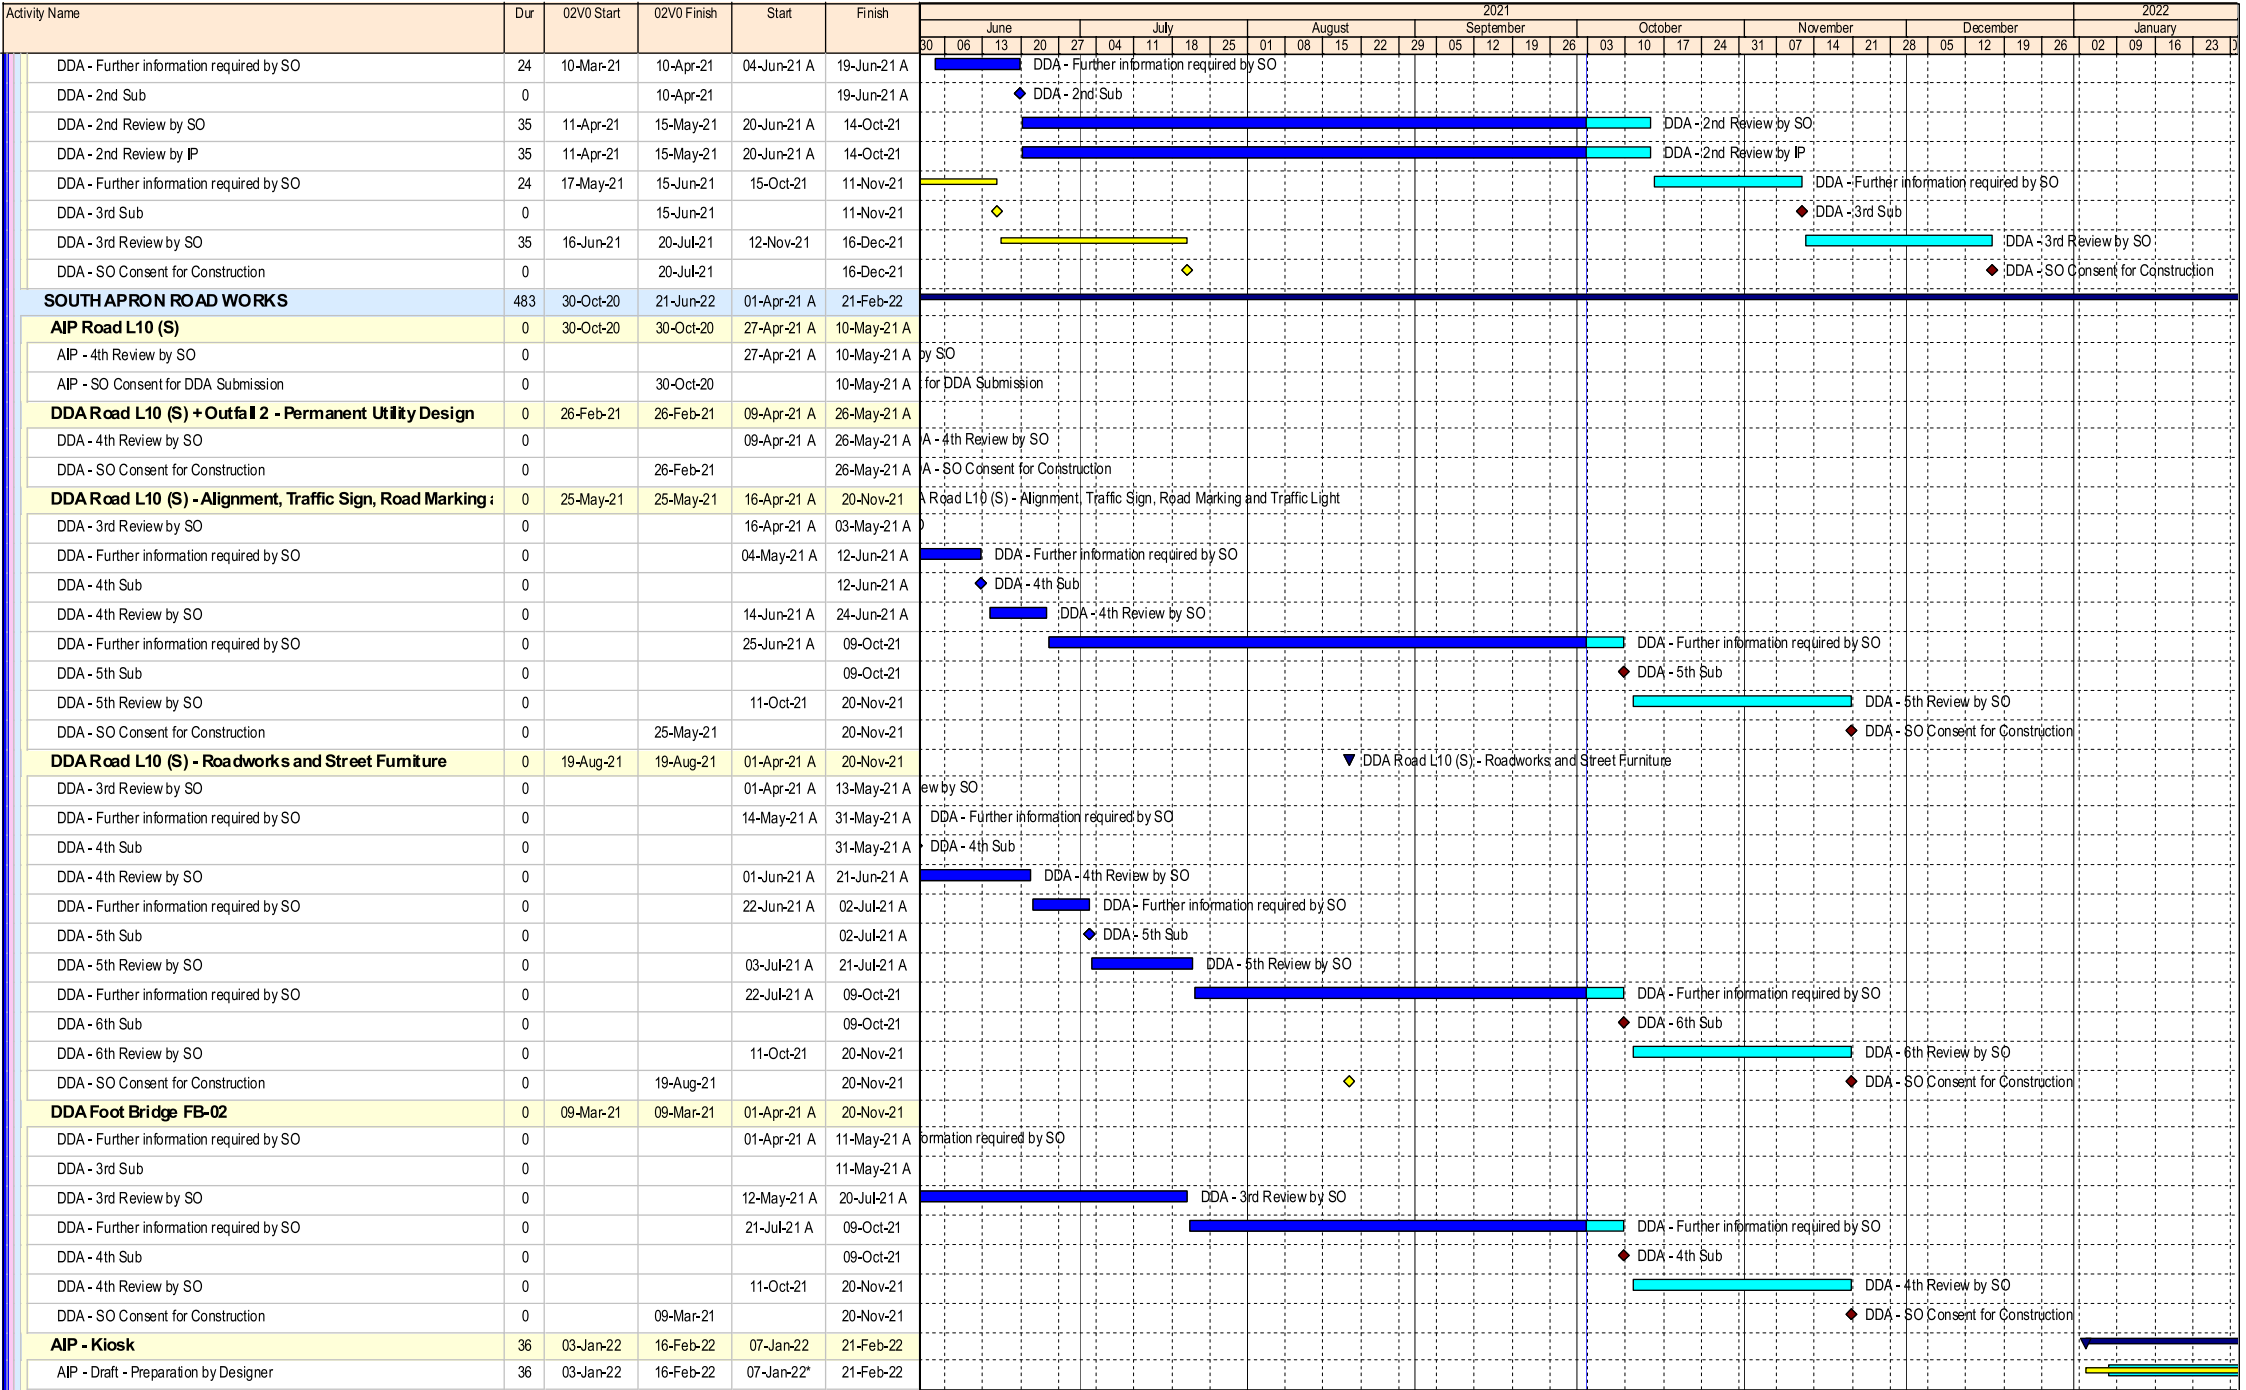 Activity Name Dur 02V0 Start 02V0 Finish Start Finish 2021 2022
June July August September October November December January
30 06 13 20 27 04 11 18 25 01 08 15 22 29 05 12 19 26 03 10 17 24 31 07 14 21 28 05 12 19 26 02 09 16 23
DDA - Further information required by SO 24 10-Mar-21 10-Apr-21 04-Jun-21 A 19-Jun-21 A DDA - Further information required by SO
DDA - 2nd Sub 0 10-Apr-21 19-Jun-21 A DDA - 2nd Sub
DDA - 2nd Review by SO 35 11-Apr-21 15-May-21 20-Jun-21 A 14-Oct-21 DDA - 2nd Review by SO
DDA - 2nd Review by IP 35 11-Apr-21 15-May-21 20-Jun-21 A 14-Oct-21 DDA - 2nd Review by IP
DDA - Further information required by SO 24 17-May-21 15-Jun-21 15-Oct-21 11-Nov-21 DDA - Further information required by SO
DDA - 3rd Sub 0 15-Jun-21 11-Nov-21 DDA - 3rd Sub
DDA - 3rd Review by SO 35 16-Jun-21 20-Jul-21 12-Nov-21 16-Dec-21 DDA - 3rd Review by SO
DDA - SO Consent for Construction 0 20-Jul-21 16-Dec-21 DDA - SO Consent for Construction
SOUTH APRON ROAD WORKS 483 30-Oct-20 21-Jun-22 01-Apr-21 A 21-Feb-22
AIP Road L10 (S) 0 30-Oct-20 30-Oct-20 27-Apr-21 A 10-May-21 A
AIP - 4th Review by SO 0 27-Apr-21 A 10-May-21 A by SO
AIP - SO Consent for DDA Submission 0 30-Oct-20 10-May-21 A for DDA Submission
DDA Road L10 (S) + Outfall 2 - Permanent Utility Design 0 26-Feb-21 26-Feb-21 09-Apr-21 A 26-May-21 A
DDA - 4th Review by SO 0 09-Apr-21 A 26-May-21 A A - 4th Review by SO
DDA - SO Consent for Construction 0 26-Feb-21 26-May-21 A A - SO Consent for Construction
DDA Road L10 (S) - Alignment, Traffic Sign, Road Marking a 0 25-May-21 25-May-21 16-Apr-21 A 20-Nov-21 A Road L10 (S) - Alignment, Traffic Sign, Road Marking and Traffic Light
DDA - 3rd Review by SO 0 16-Apr-21 A 03-May-21 A
DDA - Further information required by SO 0 04-May-21 A 12-Jun-21 A DDA - Further information required by SO
DDA - 4th Sub 0 12-Jun-21 A DDA - 4th Sub
DDA - 4th Review by SO 0 14-Jun-21 A 24-Jun-21 A DDA - 4th Review by SO
DDA - Further information required by SO 0 25-Jun-21 A 09-Oct-21 DDA - Further information required by SO
DDA - 5th Sub 0 09-Oct-21 DDA - 5th Sub
DDA - 5th Review by SO 0 11-Oct-21 20-Nov-21 DDA - 5th Review by SO
DDA - SO Consent for Construction 0 25-May-21 20-Nov-21 DDA - SO Consent for Construction
DDA Road L10 (S) - Roadworks and Street Furniture 0 19-Aug-21 19-Aug-21 01-Apr-21 A 20-Nov-21 DDA Road L10 (S) - Roadworks and Street Furniture
DDA - 3rd Review by SO 0 01-Apr-21 A 13-May-21 A ew by SO
DDA - Further information required by SO 0 14-May-21 A 31-May-21 A DDA - Further information required by SO
DDA - 4th Sub 0 31-May-21 A DDA - 4th Sub
DDA - 4th Review by SO 0 01-Jun-21 A 21-Jun-21 A DDA - 4th Review by SO
DDA - Further information required by SO 0 22-Jun-21 A 02-Jul-21 A DDA - Further information required by SO
DDA - 5th Sub 0 02-Jul-21 A DDA - 5th Sub
DDA - 5th Review by SO 0 03-Jul-21 A 21-Jul-21 A DDA - 5th Review by SO
DDA - Further information required by SO 0 22-Jul-21 A 09-Oct-21 DDA - Further information required by SO
DDA - 6th Sub 0 09-Oct-21 DDA - 6th Sub
DDA - 6th Review by SO 0 11-Oct-21 20-Nov-21 DDA - 6th Review by SO
DDA - SO Consent for Construction 0 19-Aug-21 20-Nov-21 DDA - SO Consent for Construction
DDA Foot Bridge FB-02 0 09-Mar-21 09-Mar-21 01-Apr-21 A 20-Nov-21
DDA - Further information required by SO 0 01-Apr-21 A 11-May-21 A ormation required by SO
DDA - 3rd Sub 0 11-May-21 A
DDA - 3rd Review by SO 0 12-May-21 A 20-Jul-21 A DDA - 3rd Review by SO
DDA - Further information required by SO 0 21-Jul-21 A 09-Oct-21 DDA - Further information required by SO
DDA - 4th Sub 0 09-Oct-21 DDA - 4th Sub
DDA - 4th Review by SO 0 11-Oct-21 20-Nov-21 DDA - 4th Review by SO
DDA - SO Consent for Construction 0 09-Mar-21 20-Nov-21 DDA - SO Consent for Construction
AIP - Kiosk 36 03-Jan-22 16-Feb-22 07-Jan-22 21-Feb-22
AIP - Draft - Preparation by Designer 36 03-Jan-22 16-Feb-22 07-Jan-22* 21-Feb-22